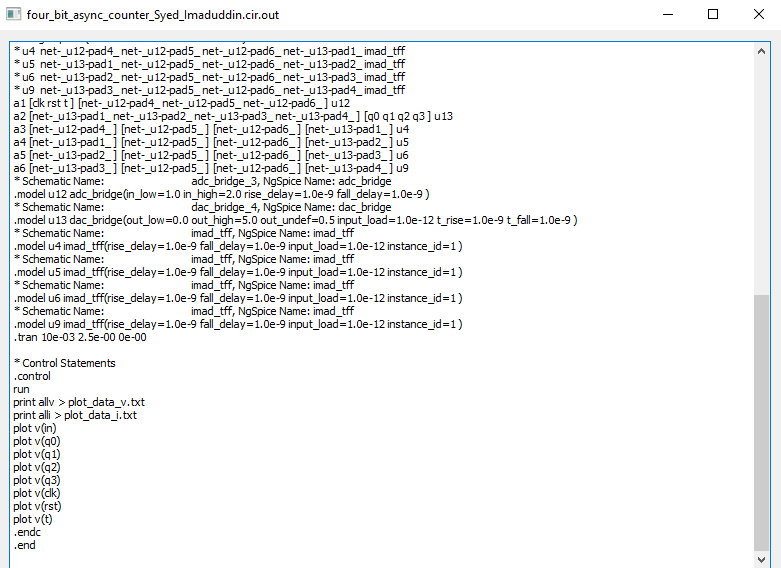 four_bit_async_counter_Syed_Imaduddin.cir.out
* u4 net-_u12-pad4_ net-_u12-pad5_ net-_u12-pad6_ net-_u13-pad1_ imad_tff
* u5 net-_u13-pad1_ net-_u12-pad5_ net-_u12-pad6_ net-_u13-pad2_ imad_tff
* u6 net-_u13-pad2_ net-_u12-pad5_ net-_u12-pad6_ net-_u13-pad3_ imad_tff
* u9 net-_u13-pad3_ net-_u12-pad5_ net-_u12-pad6_ net-_u13-pad4_ imad_tff
a1 [clk rst t ] [net-_u12-pad4_ net-_u12-pad5_ net-_u12-pad6_ ] u12
a2 [net-_u13-pad1_ net-_u13-pad2_ net-_u13-pad3_ net-_u13-pad4_ ] [q0 q1 q2 q3 ] u13
a3 [net-_u12-pad4_ ] [net-_u12-pad5_ ] [net-_u12-pad6_ ] [net-_u13-pad1_ ] u4
a4 [net-_u13-pad1_ ] [net-_u12-pad5_ ] [net-_u12-pad6_ ] [net-_u13-pad2_ ] u5
a5 [net-_u13-pad2_ ] [net-_u12-pad5_ ] [net-_u12-pad6_ ] [net-_u13-pad3_ ] u6
a6 [net-_u13-pad3_ ] [net-_u12-pad5_ ] [net-_u12-pad6_ ] [net-_u13-pad4_ ] u9
* Schematic Name: adc_bridge_3, NgSpice Name: adc_bridge
.model u12 adc_bridge(in_low=1.0 in_high=2.0 rise_delay=1.0e-9 fall_delay=1.0e-9 )
* Schematic Name: dac_bridge_4, NgSpice Name: dac_bridge
.model u13 dac_bridge(out_low=0.0 out_high=5.0 out_undef=0.5 input_load=1.0e-12 t_rise=1.0e-9 t_fall=1.0e-9 )
* Schematic Name: imad_tff, NgSpice Name: imad_tff
.model u4 imad_tff(rise_delay=1.0e-9 fall_delay=1.0e-9 input_load=1.0e-12 instance_id=1 )
* Schematic Name: imad_tff, NgSpice Name: imad_tff
.model u5 imad_tff(rise_delay=1.0e-9 fall_delay=1.0e-9 input_load=1.0e-12 instance_id=1 )
* Schematic Name: imad_tff, NgSpice Name: imad_tff
.model u6 imad_tff(rise_delay=1.0e-9 fall_delay=1.0e-9 input_load=1.0e-12 instance_id=1 )
* Schematic Name: imad_tff, NgSpice Name: imad_tff
.model u9 imad_tff(rise_delay=1.0e-9 fall_delay=1.0e-9 input_load=1.0e-12 instance_id=1 )
.tran 10e-03 2.5e-00 0e-00
* Control Statements
.control
run
print allv > plot_data_v.txt
print alli > plot_data_i.txt
plot v(in)
plot v(q0)
plot v(q1)
plot v(q2)
plot v(q3)
plot v(clk)
plot v(rst)
plot v(t)
.endc
.end